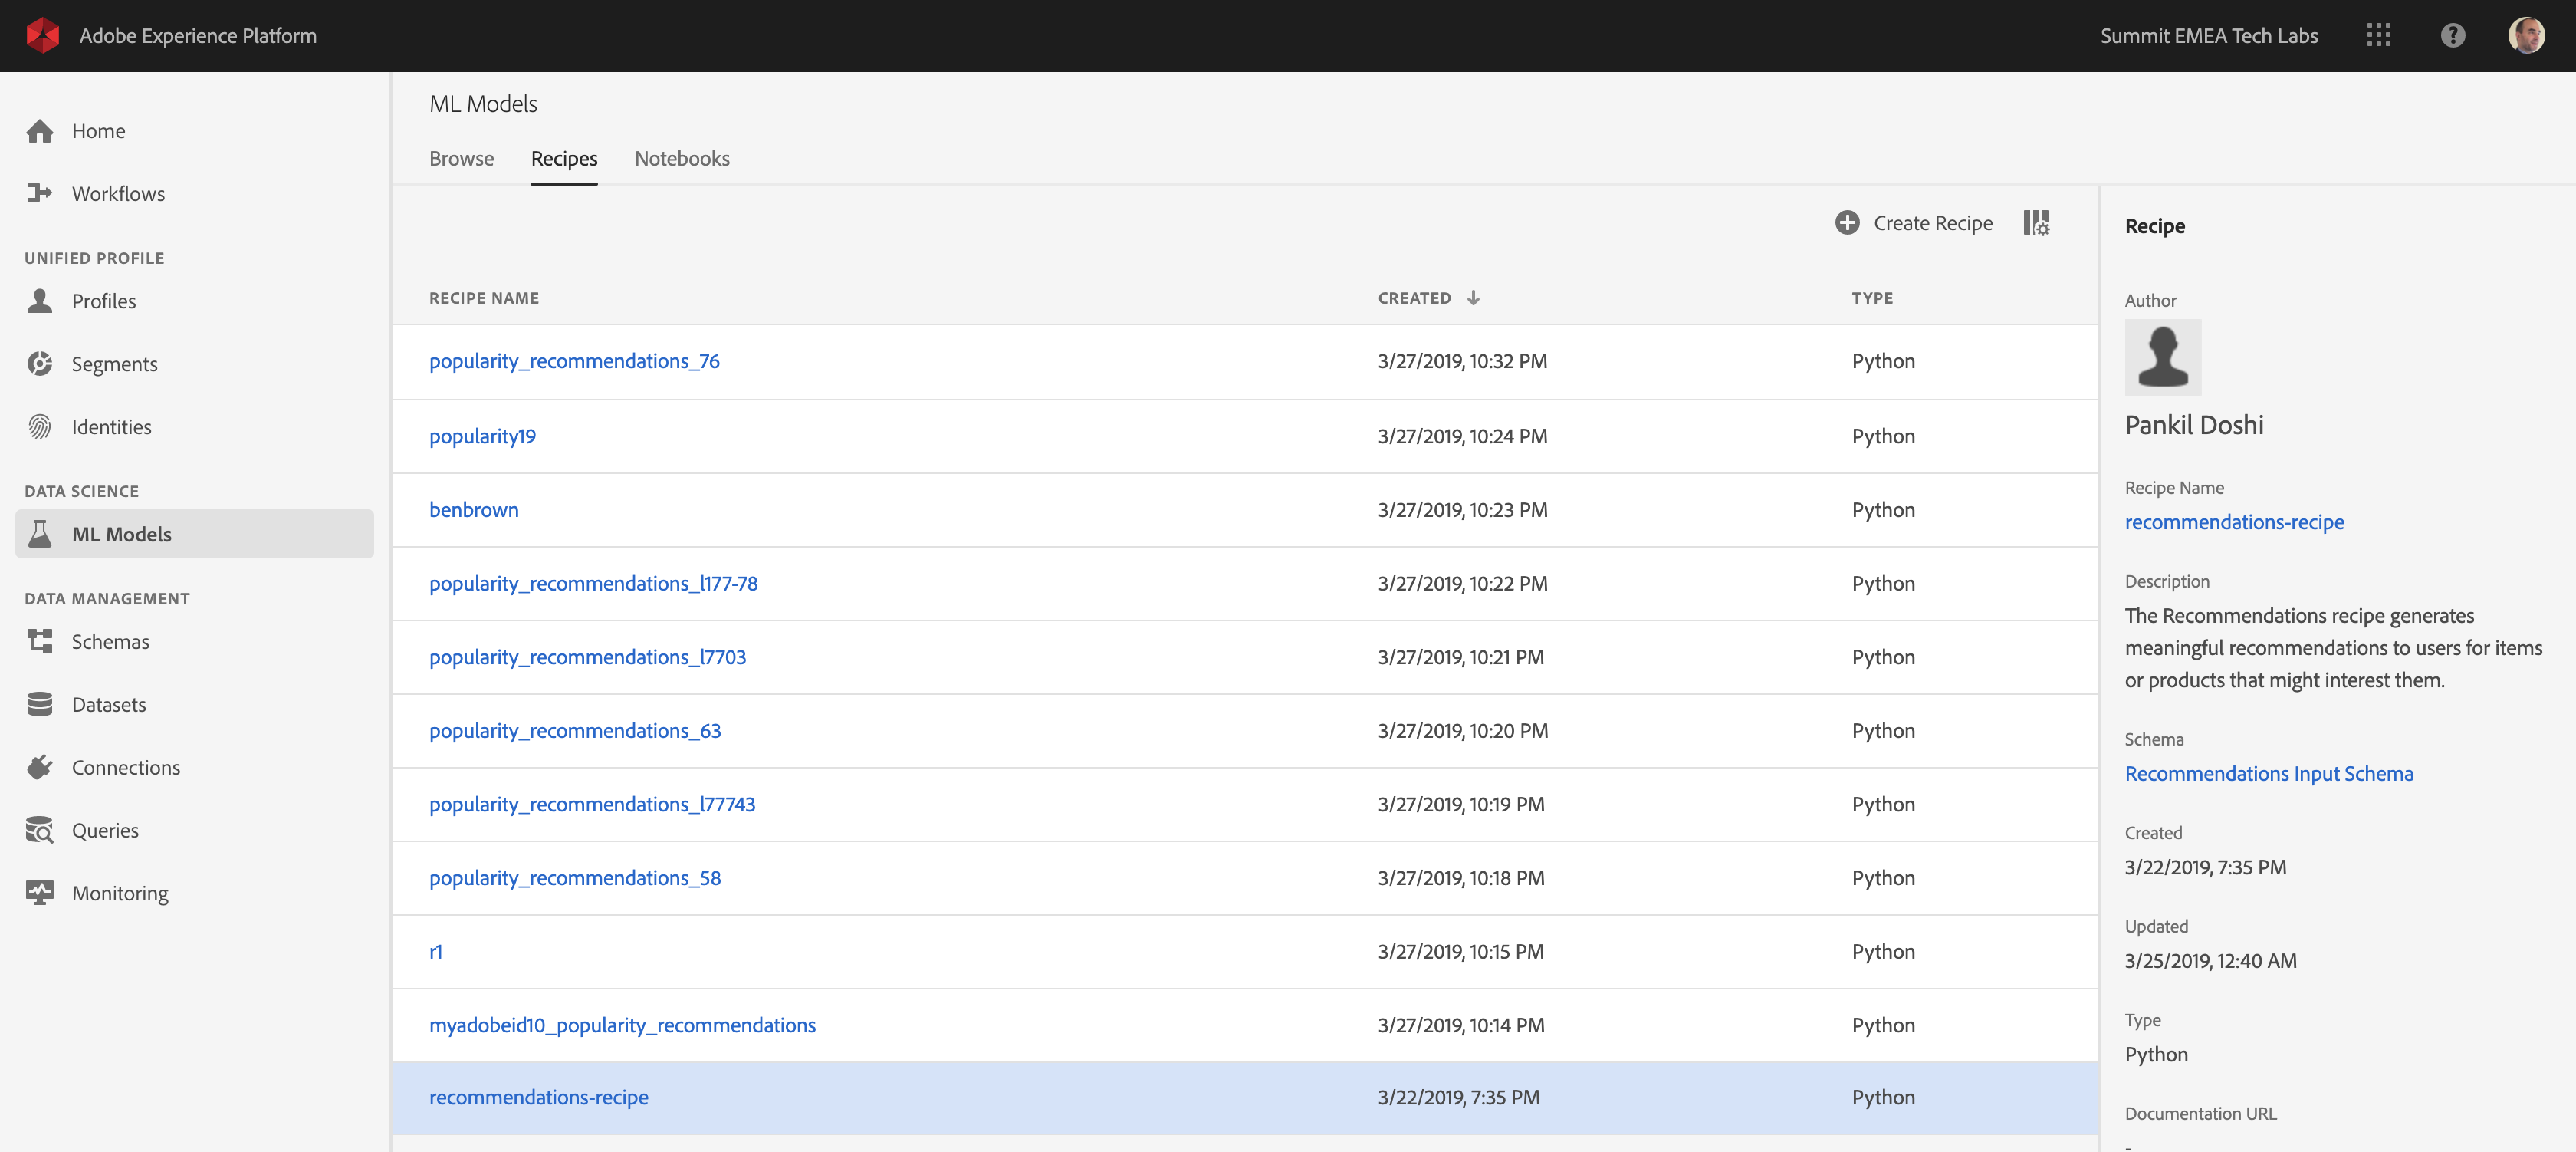 Adobe Experience Platform
Summit EMEA Tech Labs
Home
Workflows
UNIFIED PROFILE
Profiles
Segments
Identities
DATA SCIENCE
ML Models
DATA MANAGEMENT
Schemas
Datasets
Connections
Queries
Monitoring
ML Models
Browse Recipes Notebooks
Create Recipe
RECIPE NAME CREATED TYPE
popularity_recommendations_76 3/27/2019, 10:32 PM Python
popularity19 3/27/2019, 10:24 PM Python
benbrown 3/27/2019, 10:23 PM Python
popularity_recommendations_l177-78 3/27/2019, 10:22 PM Python
popularity_recommendations_l7703 3/27/2019, 10:21 PM Python
popularity_recommendations_63 3/27/2019, 10:20 PM Python
popularity_recommendations_l77743 3/27/2019, 10:19 PM Python
popularity_recommendations_58 3/27/2019, 10:18 PM Python
r1 3/27/2019, 10:15 PM Python
myadobeid10_popularity_recommendations 3/27/2019, 10:14 PM Python
recommendations-recipe 3/22/2019, 7:35 PM Python
Recipe
Author
Pankil Doshi
Recipe Name
recommendations-recipe
Description
The Recommendations recipe generates
meaningful recommendations to users for items
or products that might interest them.
Schema
Recommendations Input Schema
Created
3/22/2019, 7:35 PM
Updated
3/25/2019, 12:40 AM
Type
Python
Documentation URL
-